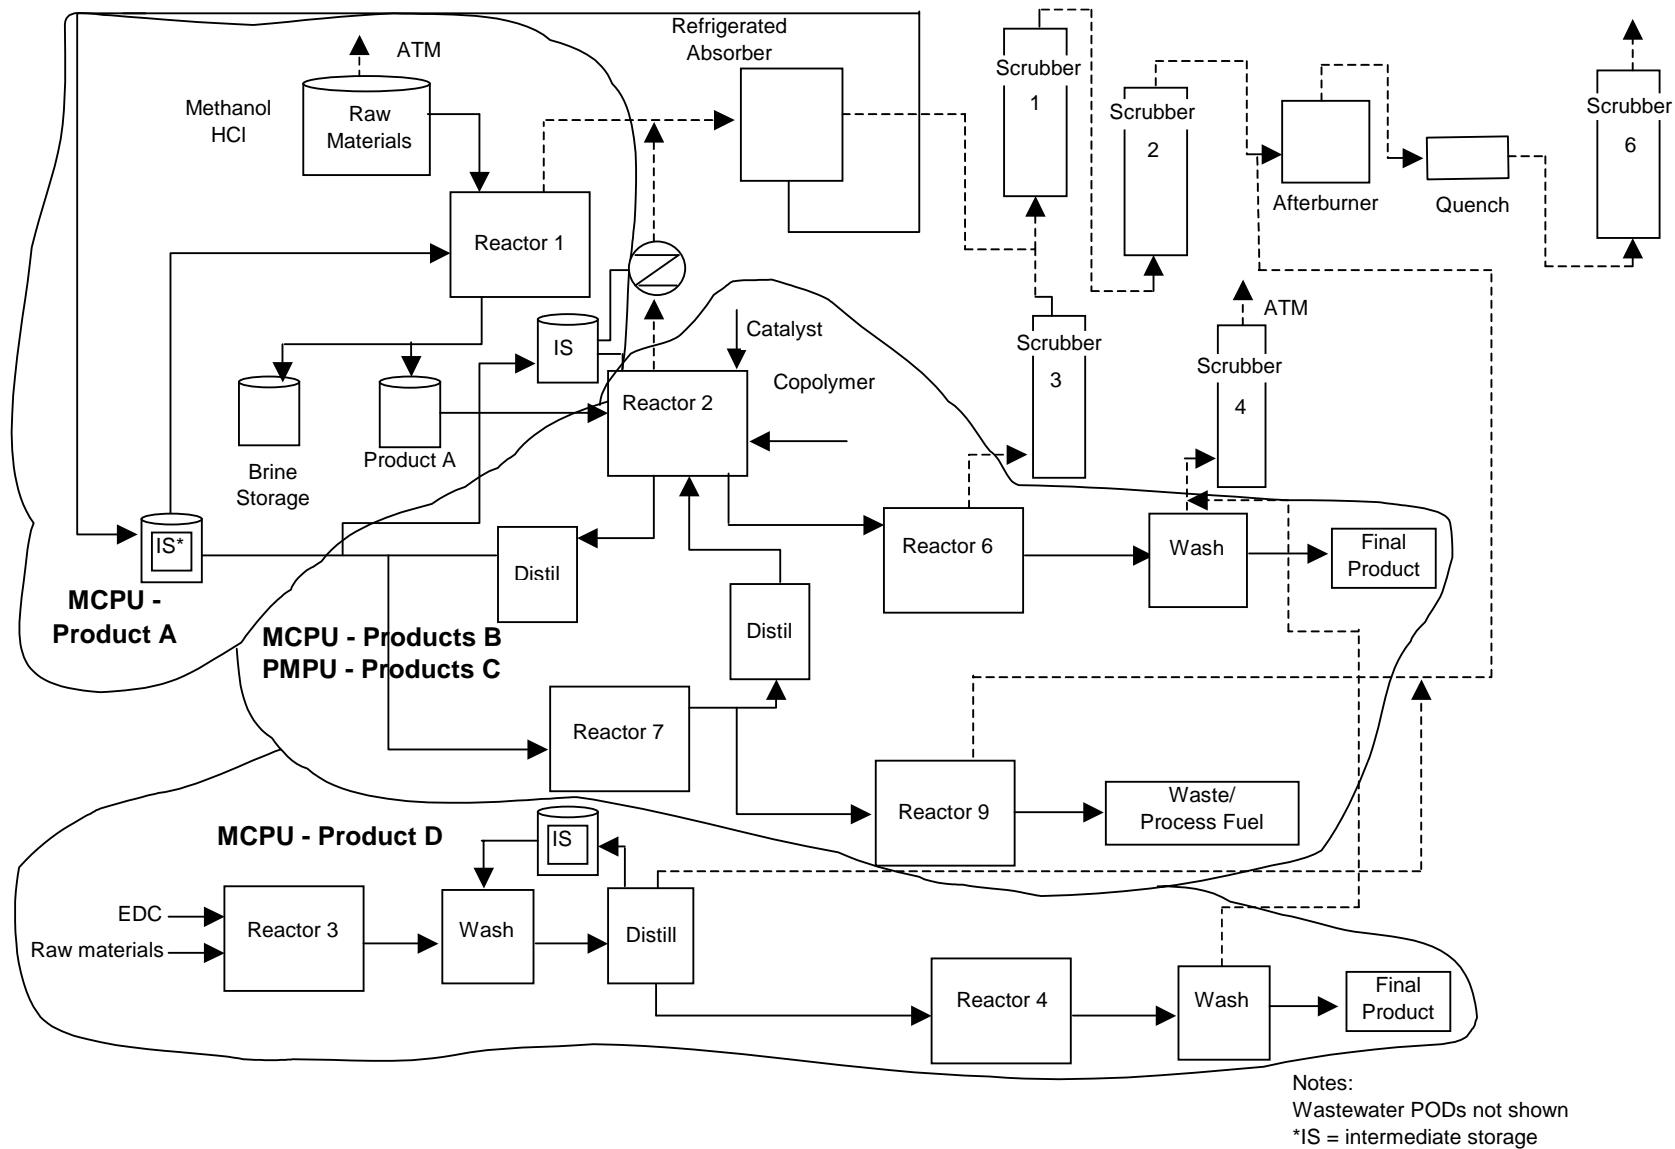 Refrigerated
Absorber
ATM
Methanol
HCl
Raw
Materials
Scrubber
1
Scrubber
2
Scrubber
6
Afterburner
Quench
Reactor 1
ATM
IS
Catalyst
Scrubber
3
Scrubber
4
Copolymer
Reactor 2
Product A
Brine
Storage
IS*
Distil
Reactor 6
Wash
Final
Product
MCPU -
Product A
Distil
MCPU - Products B
PMPU - Products C
Reactor 7
Reactor 9
Waste/
Process Fuel
MCPU - Product D
IS
EDC
Raw materials
Reactor 3
Wash
Distill
Reactor 4
Wash
Final
Product
Notes:
Wastewater PODs not shown
*IS = intermediate storage